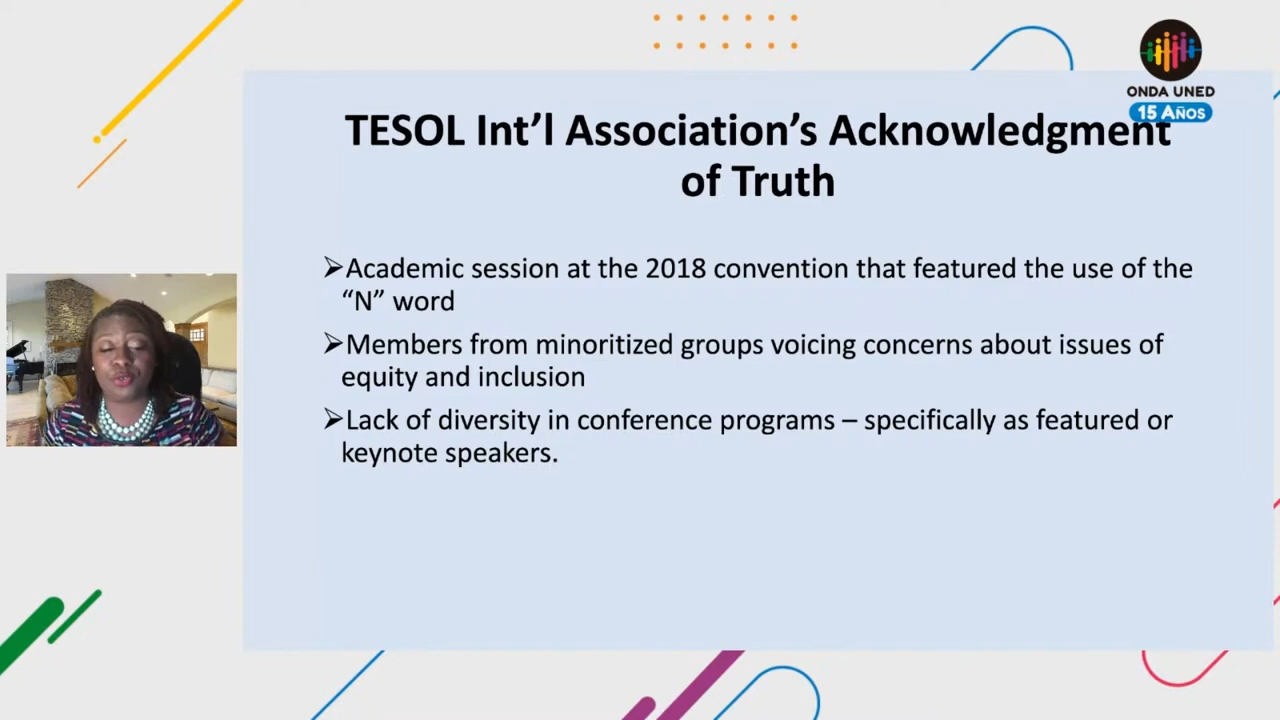 ONDA UNED
15 AÑOS
TESOL Int’l Association’s Acknowledgment
of Truth
➢Academic session at the 2018 convention that featured the use of the
“N” word
➢Members from minoritized groups voicing concerns about issues of
equity and inclusion
➢Lack of diversity in conference programs – specifically as featured or
keynote speakers.